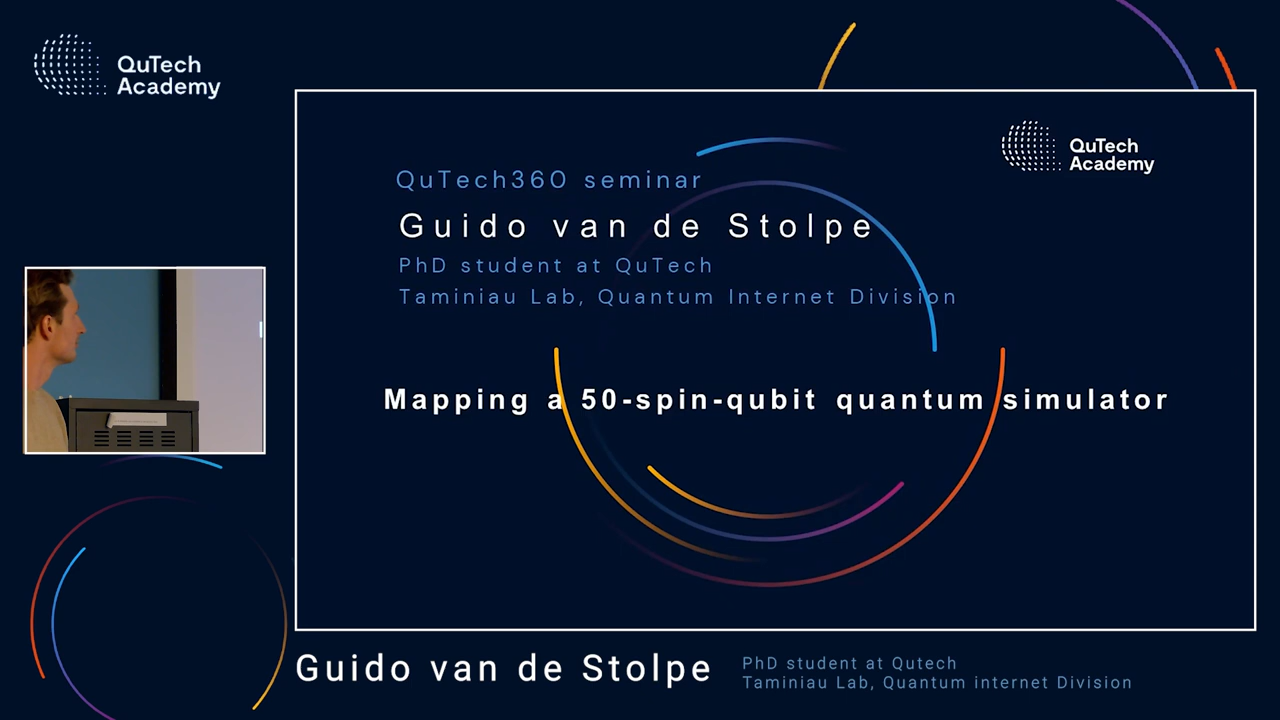 QuTech
Academy
QuTech
Academy
QuTech360 seminar
Guido van de Stolpe
PhD student at QuTech
Taminiau Lab, Quantum Internet Division
Mapping a 50-spin-qubit quantum simulator
Guido van de Stolpe
PhD student at Qutech
Taminiau Lab, Quantum internet Division